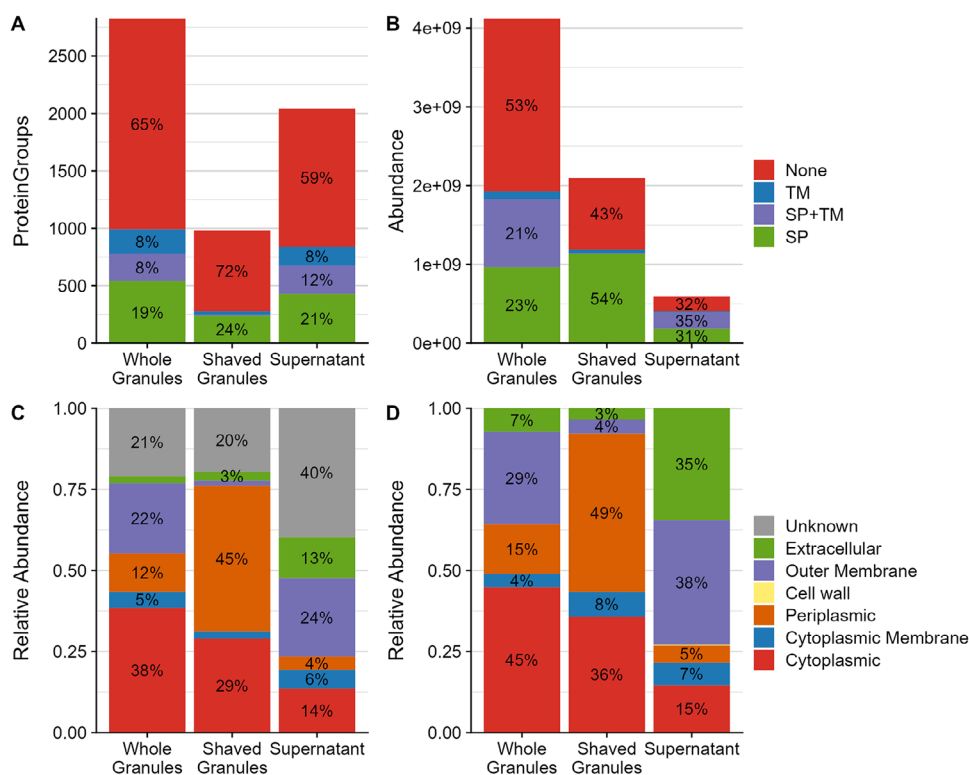 A
ProteinGroups
2500
2000
1500
1000
500
0
65%
8%
8%
19%
72%
24%
59%
8%
12%
21%
Whole
Granules
Shaved
Granules
Supernatant
B
Abundance
4e+09
3e+09
2e+09
1e+09
0e+00
53%
21%
23%
43%
54%
32%
35%
31%
Whole
Granules
Shaved
Granules
Supernatant
None
TM
SP+TM
SP
C
Relative Abundance
1.00
0.75
0.50
0.25
0.00
21%
22%
12%
5%
38%
20%
3%
45%
29%
40%
13%
24%
4%
6%
14%
Whole
Granules
Shaved
Granules
Supernatant
D
Relative Abundance
1.00
0.75
0.50
0.25
0.00
7%
29%
15%
4%
45%
3%
4%
49%
8%
36%
35%
38%
5%
7%
15%
Whole
Granules
Shaved
Granules
Supernatant
Unknown
Extracellular
Outer Membrane
Cell wall
Periplasmic
Cytoplasmic Membrane
Cytoplasmic